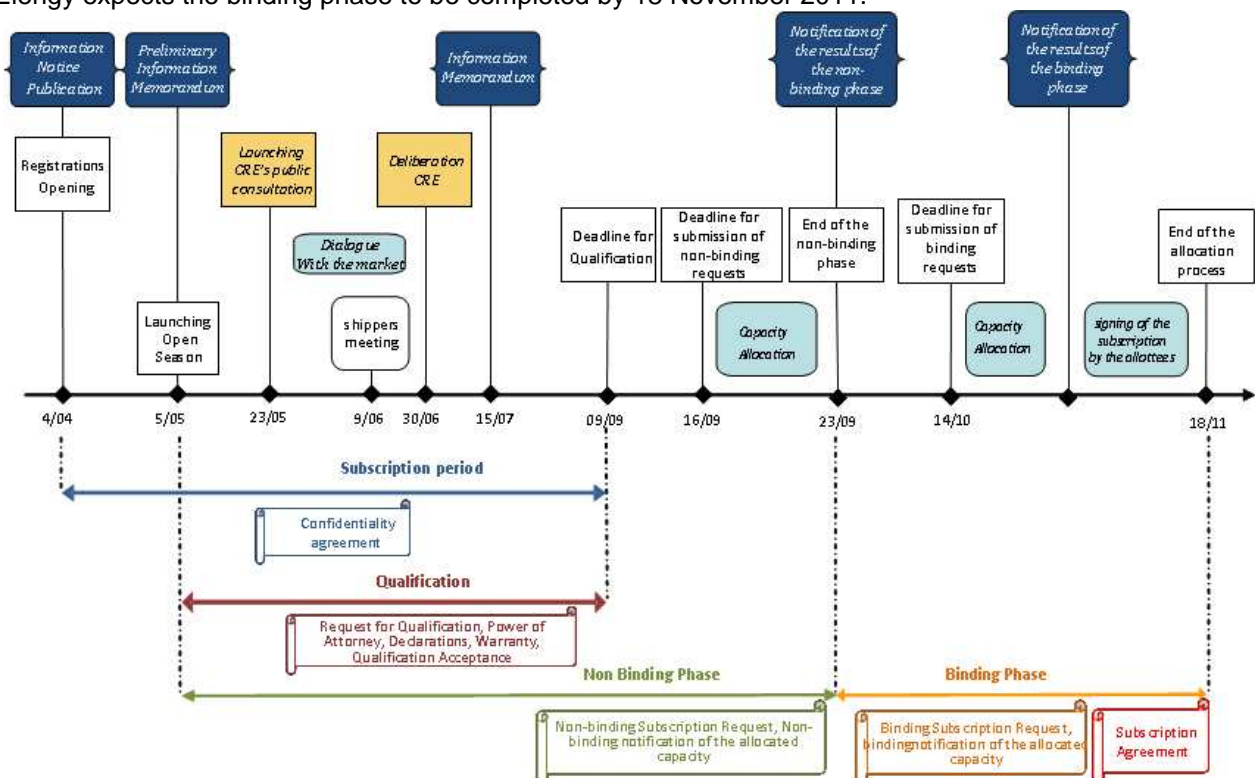 Elengy expects the binding phase to be completed by 18 November 2011.
Information
Notice
Publication
Preliminary
Information
Memorandum
Information
Memorandum
Notification of
the results of
the non-
binding phase
Notification of
the results of
the binding
phase
Registrations
Opening
Launching
CRE's public
consultation
Deliberation
CRE
Dialogue
With the market
Deadline for
Qualification
Deadline for
submission of
non-binding
requests
End of the
non-binding
phase
Deadline for
submission of
binding
requests
End of the
allocation
process
Launching
Open
Season
shippers
meeting
Capacity
Allocation
Capacity
Allocation
signing of the
subscription
by the allottees
4/04
5/05
23/05
9/06
30/06
15/07
09/09
16/09
23/09
14/10
18/11
Subscription period
Confidentiality
agreement
Qualification
Request for Qualification, Power of
Attorney, Declarations, Warranty,
Qualification Acceptance
Non Binding Phase
Binding Phase
Non-binding Subscription Request, Non-
binding notification of the allocated
capacity
Binding Subscription Request,
binding notification of the allocated
capacity
Subscription
Agreement